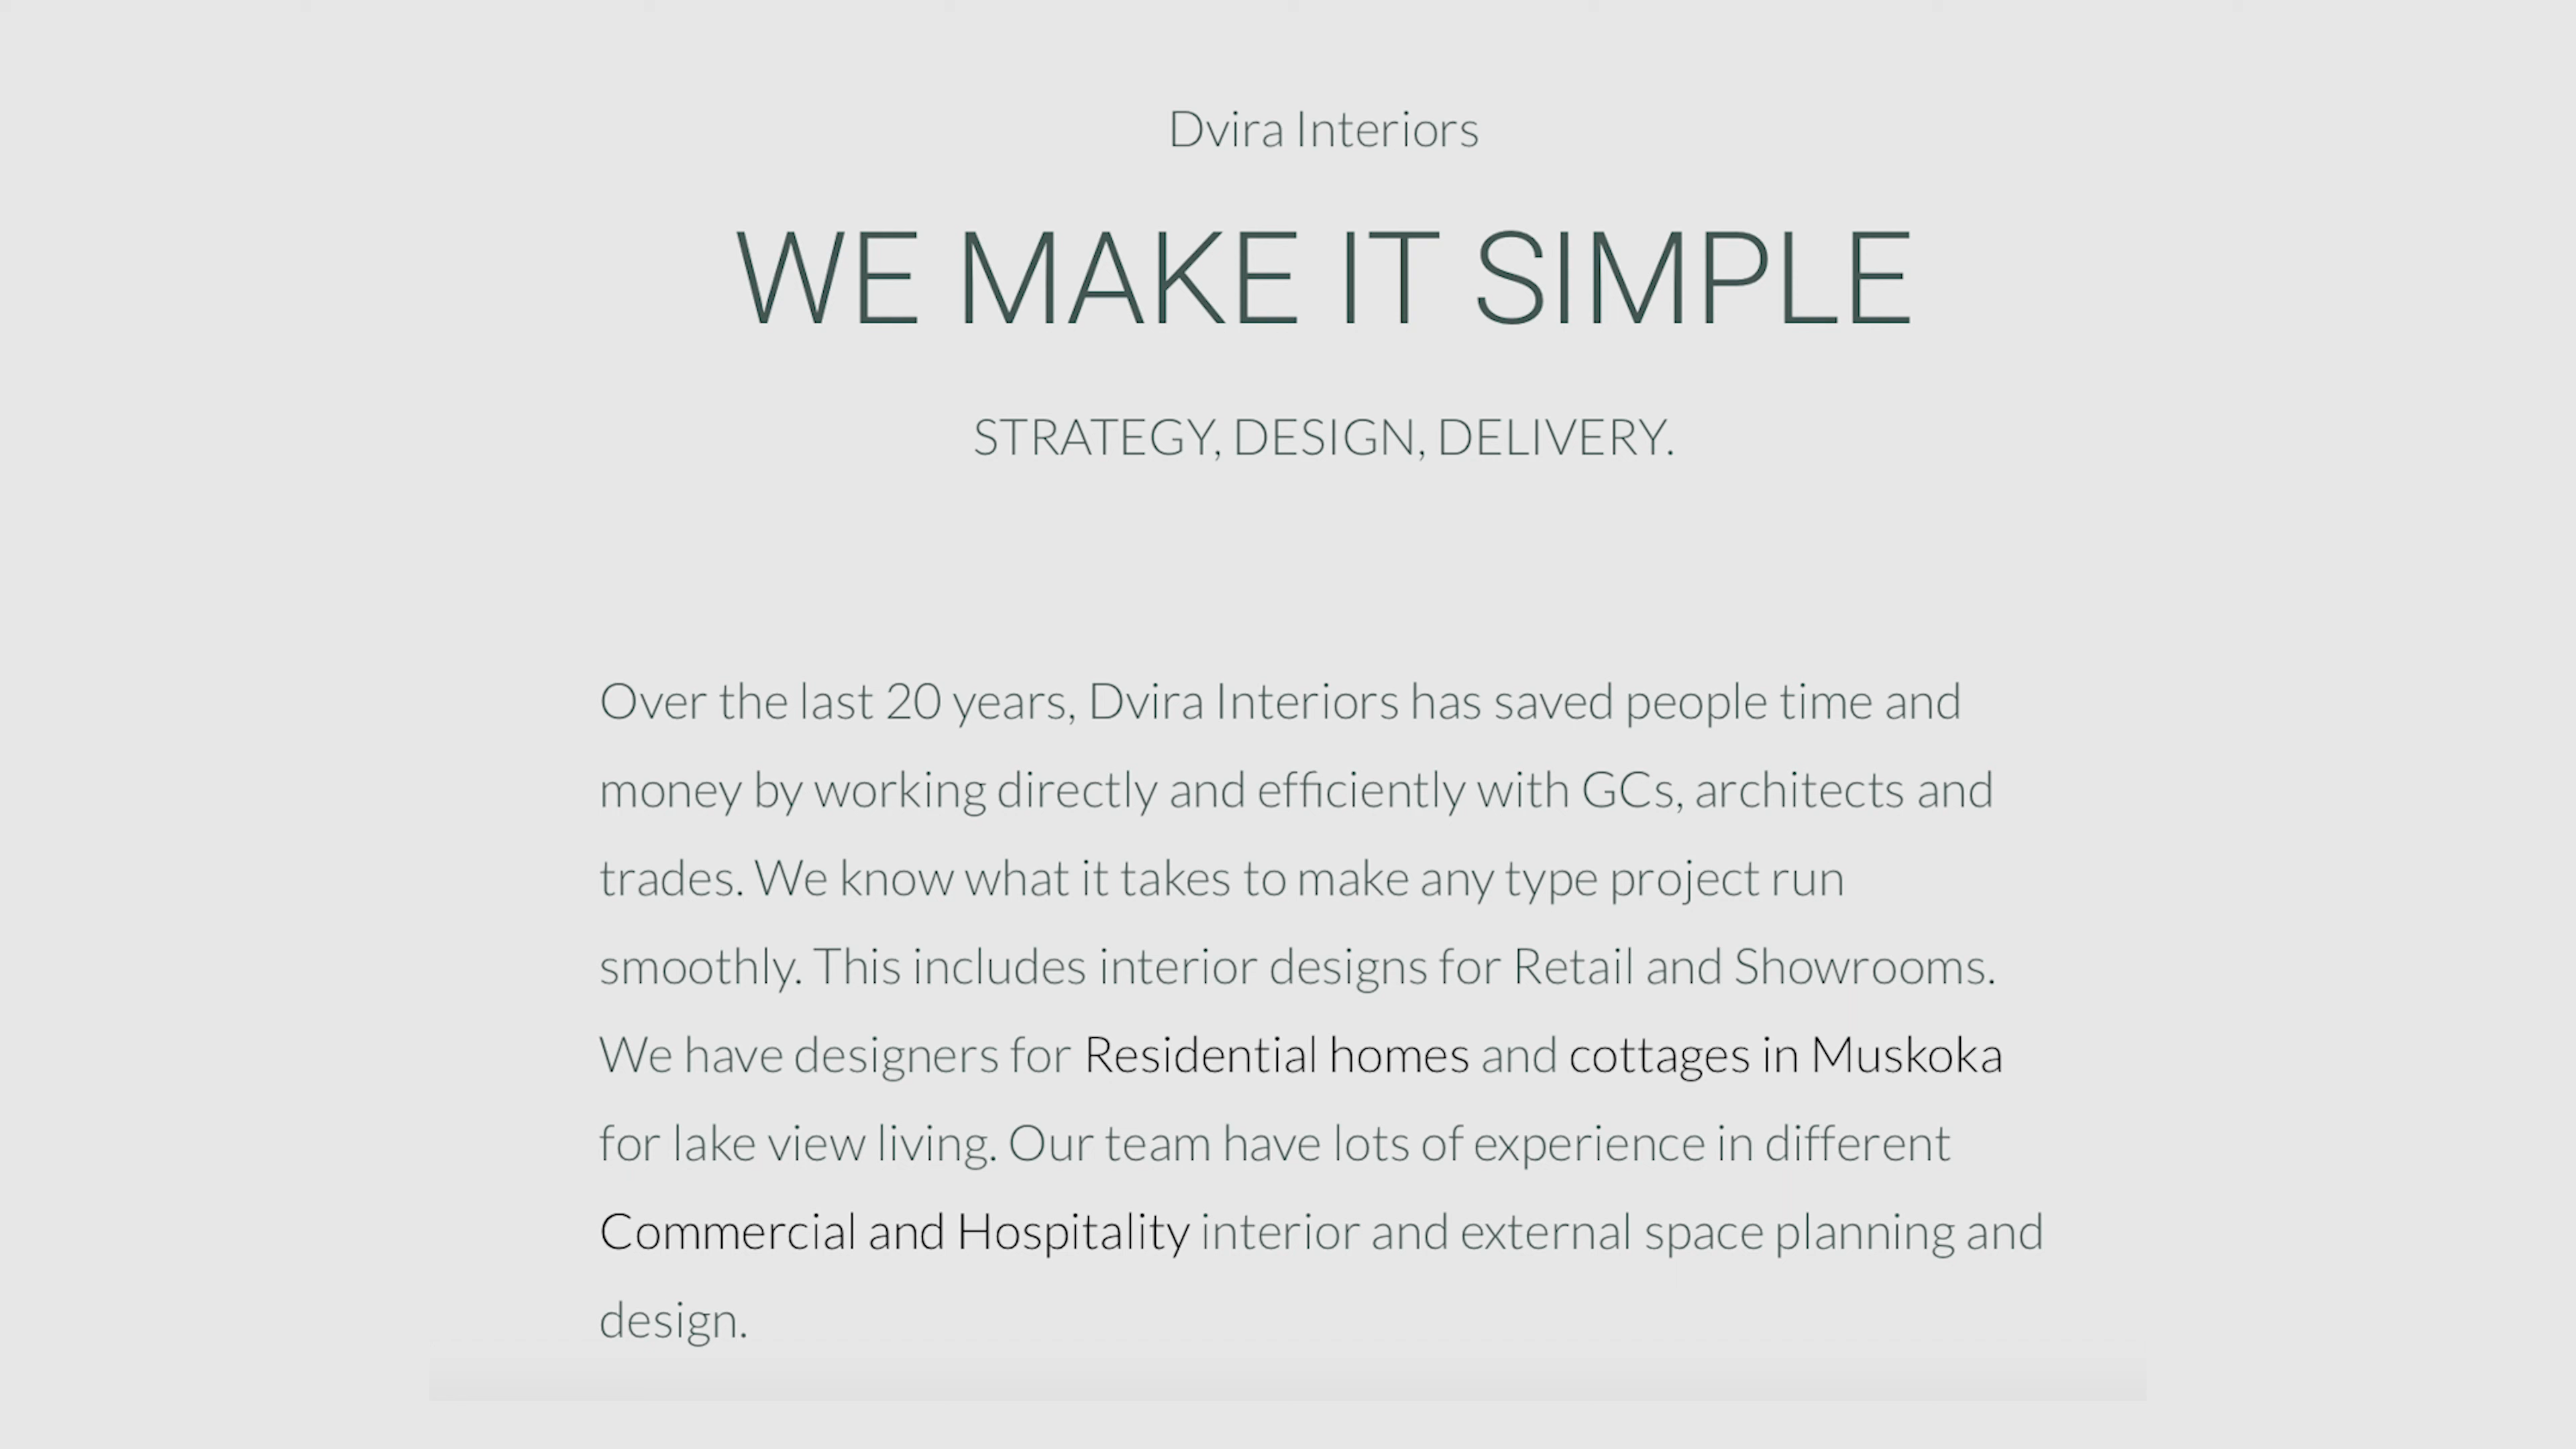 Dvira Interiors
WE MAKE IT SIMPLE
STRATEGY, DESIGN, DELIVERY.
Over the last 20 years, Dvira Interiors has saved people time and
money by working directly and efficiently with GCs, architects and
trades. We know what it takes to make any type project run
smoothly. This includes interior designs for Retail and Showrooms.
We have designers for Residential homes and cottages in Muskoka
for lake view living. Our team have lots of experience in different
Commercial and Hospitality interior and external space planning and
design.